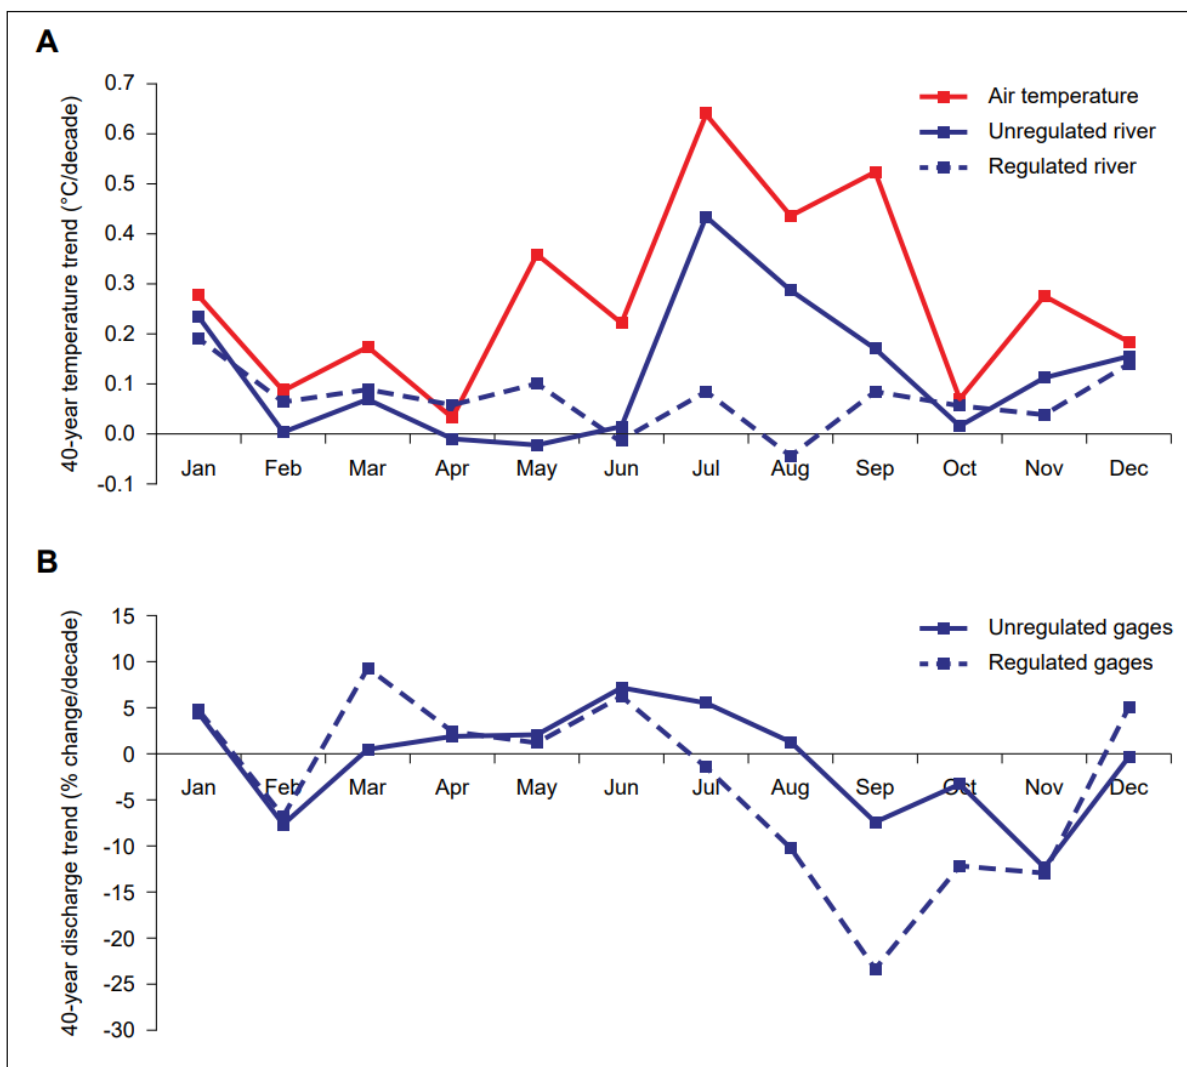 A
40-year temperature trend (°C/decade)
0.7
0.6
0.5
0.4
0.3
0.2
0.1
0.0
-0.1
Air temperature
Unregulated river
Regulated river
Jan Feb Mar Apr May Jun Jul Aug Sep Oct Nov Dec
B
40-year discharge trend (% change/decade)
15
10
5
0
-5
-10
-15
-20
-25
-30
Unregulated gages
Regulated gages
Jan Feb Mar Apr May Jun Jul Aug Sep Oct Nov Dec